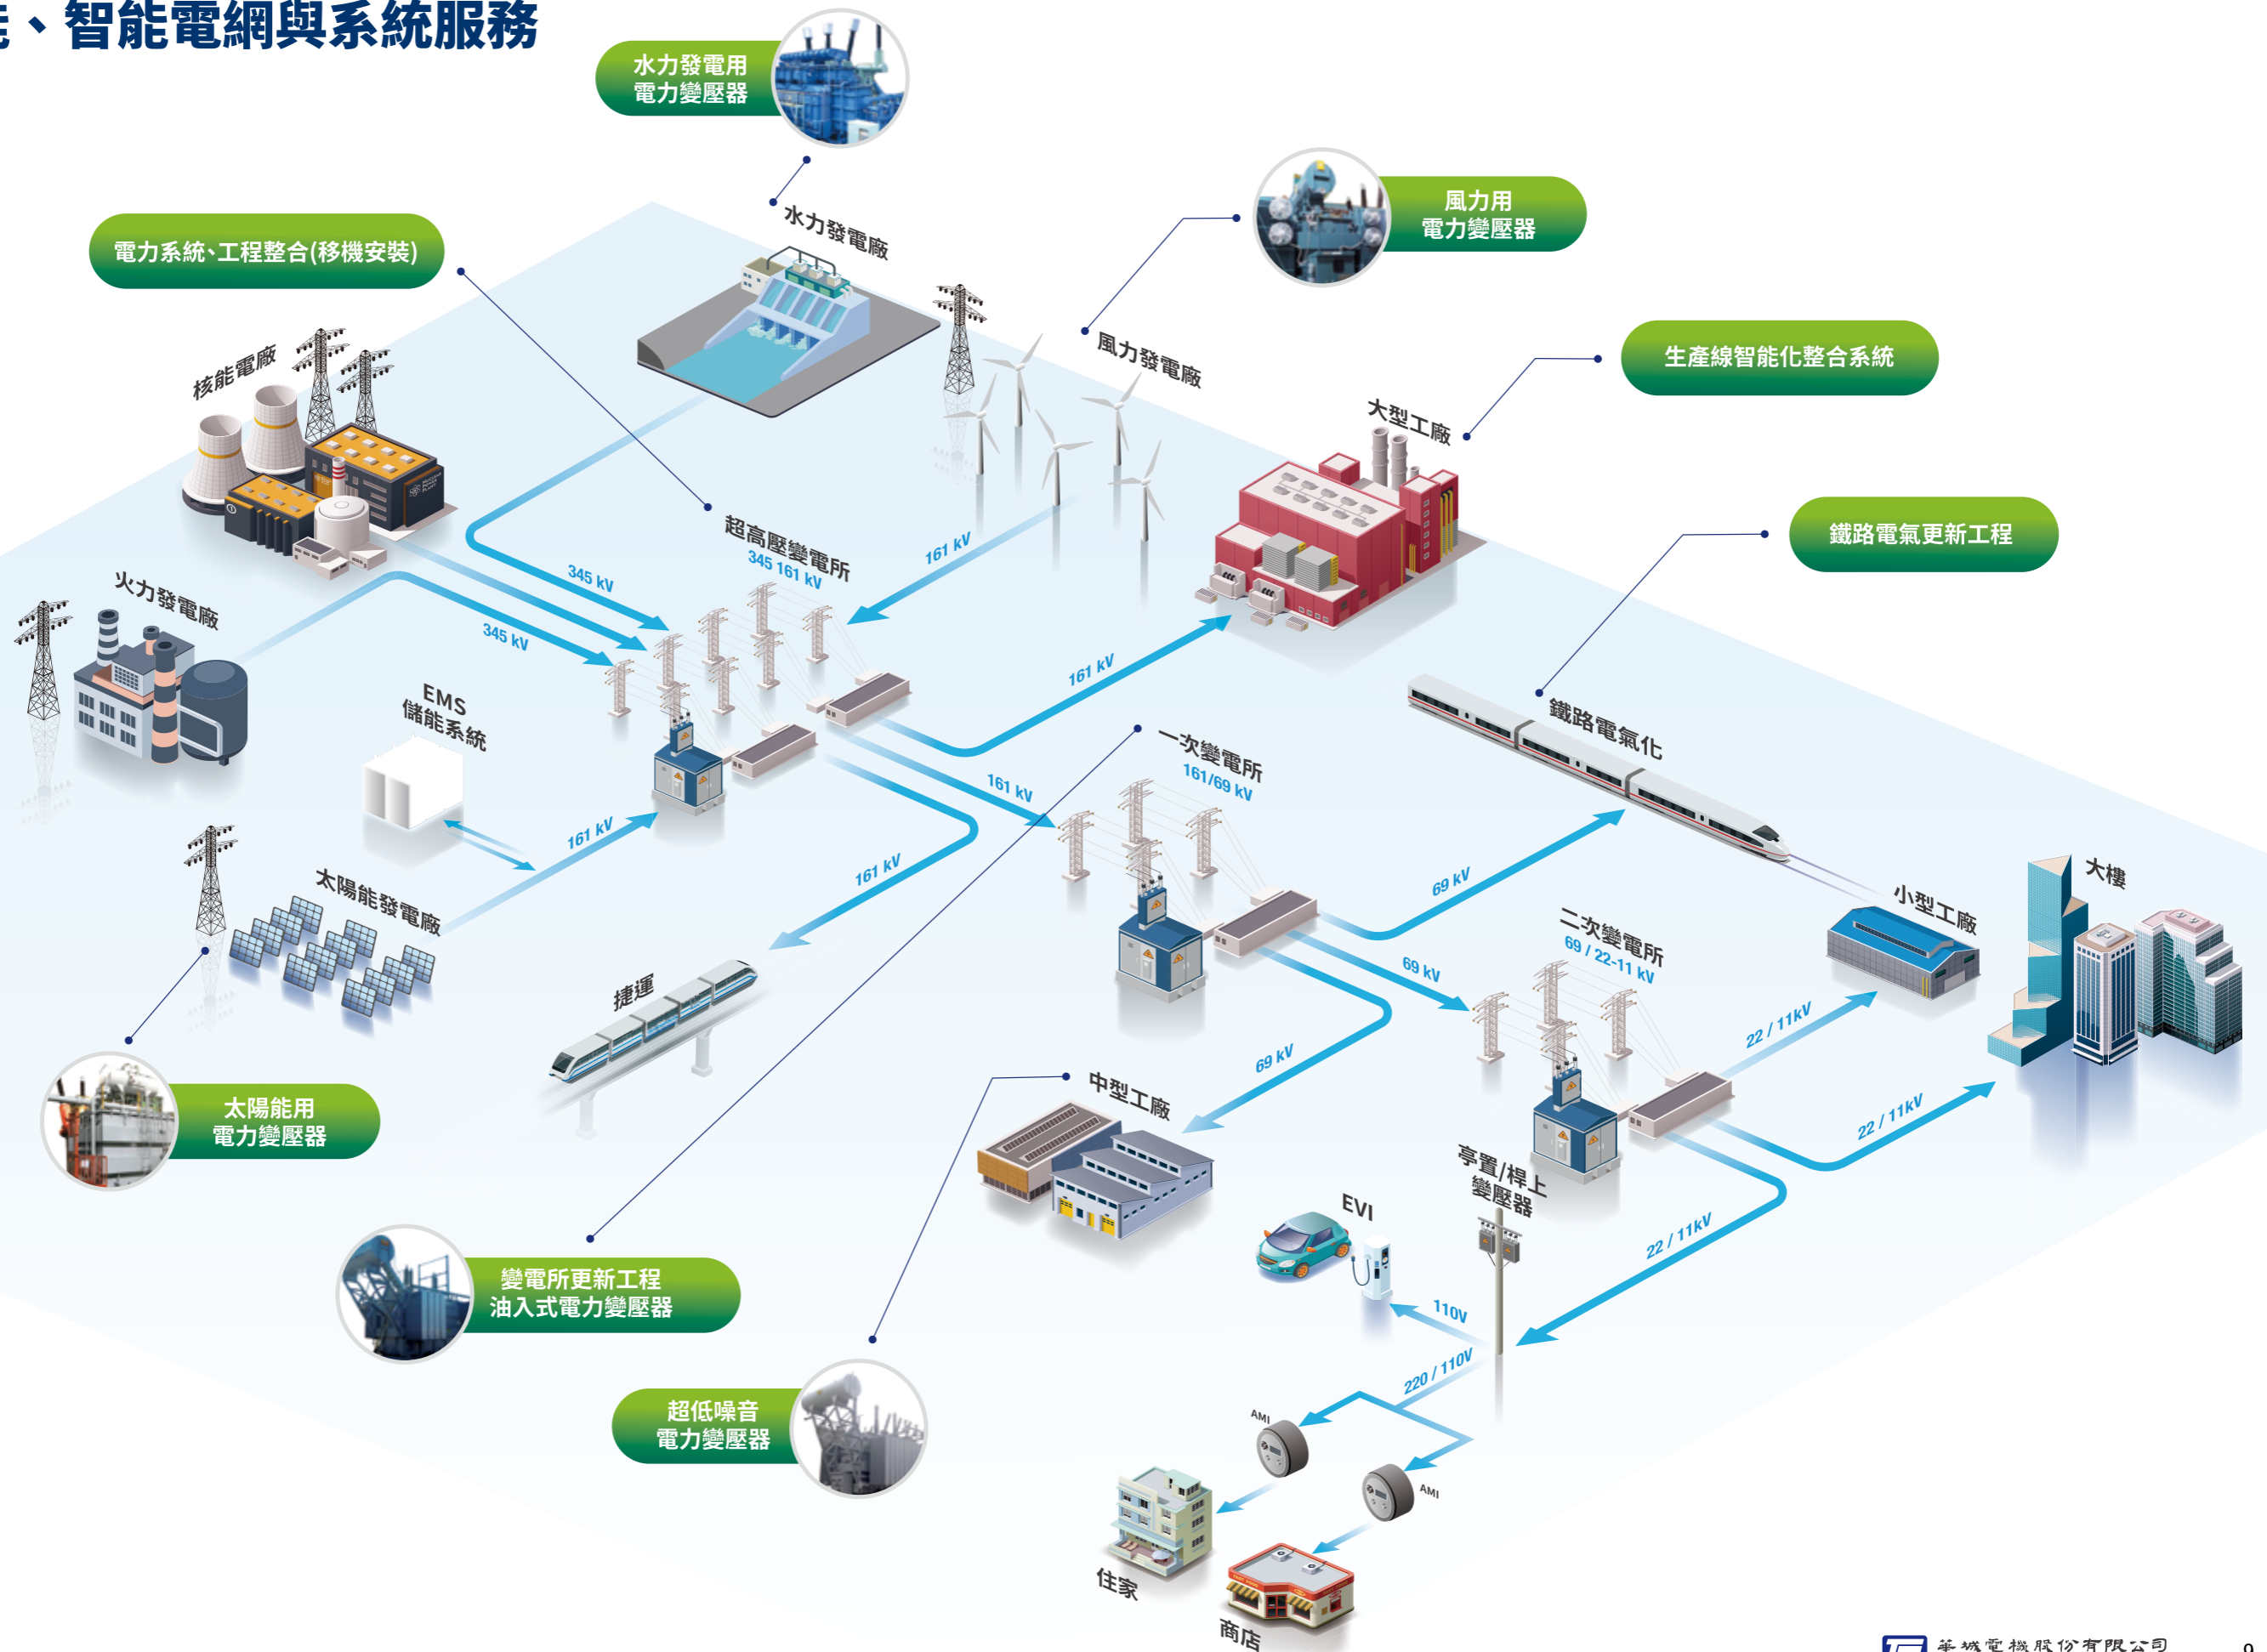 、智能電網與系統服務
水力發電用
電力變壓器
風力用
電力變壓器
水力發電廠
電力系統、工程整合(移機安裝)
核能電廠
風力發電廠
生產線智能化整合系統
大型工廠
超高壓變電所
345 161 kV
161 kV
鐵路電氣更新工程
火力發電廠
345 kV
345 kV
EMS
儲能系統
161 kV
鐵路電氣化
一次變電所
161/69 kV
161 kV
161 kV
161 kV
太陽能發電廠
69 kV
大樓
小型工廠
二次變電所
69 / 22-11 kV
69 kV
捷運
22 / 11kV
69 kV
中型工廠
太陽能用
電力變壓器
22 / 11kV
亭置/桿上
變壓器
EVI
22 / 11kV
變電所更新工程
油入式電力變壓器
110V
220 / 110V
超低噪音
電力變壓器
AMI
AMI
住家
商店
華城電機股份有限公司
9